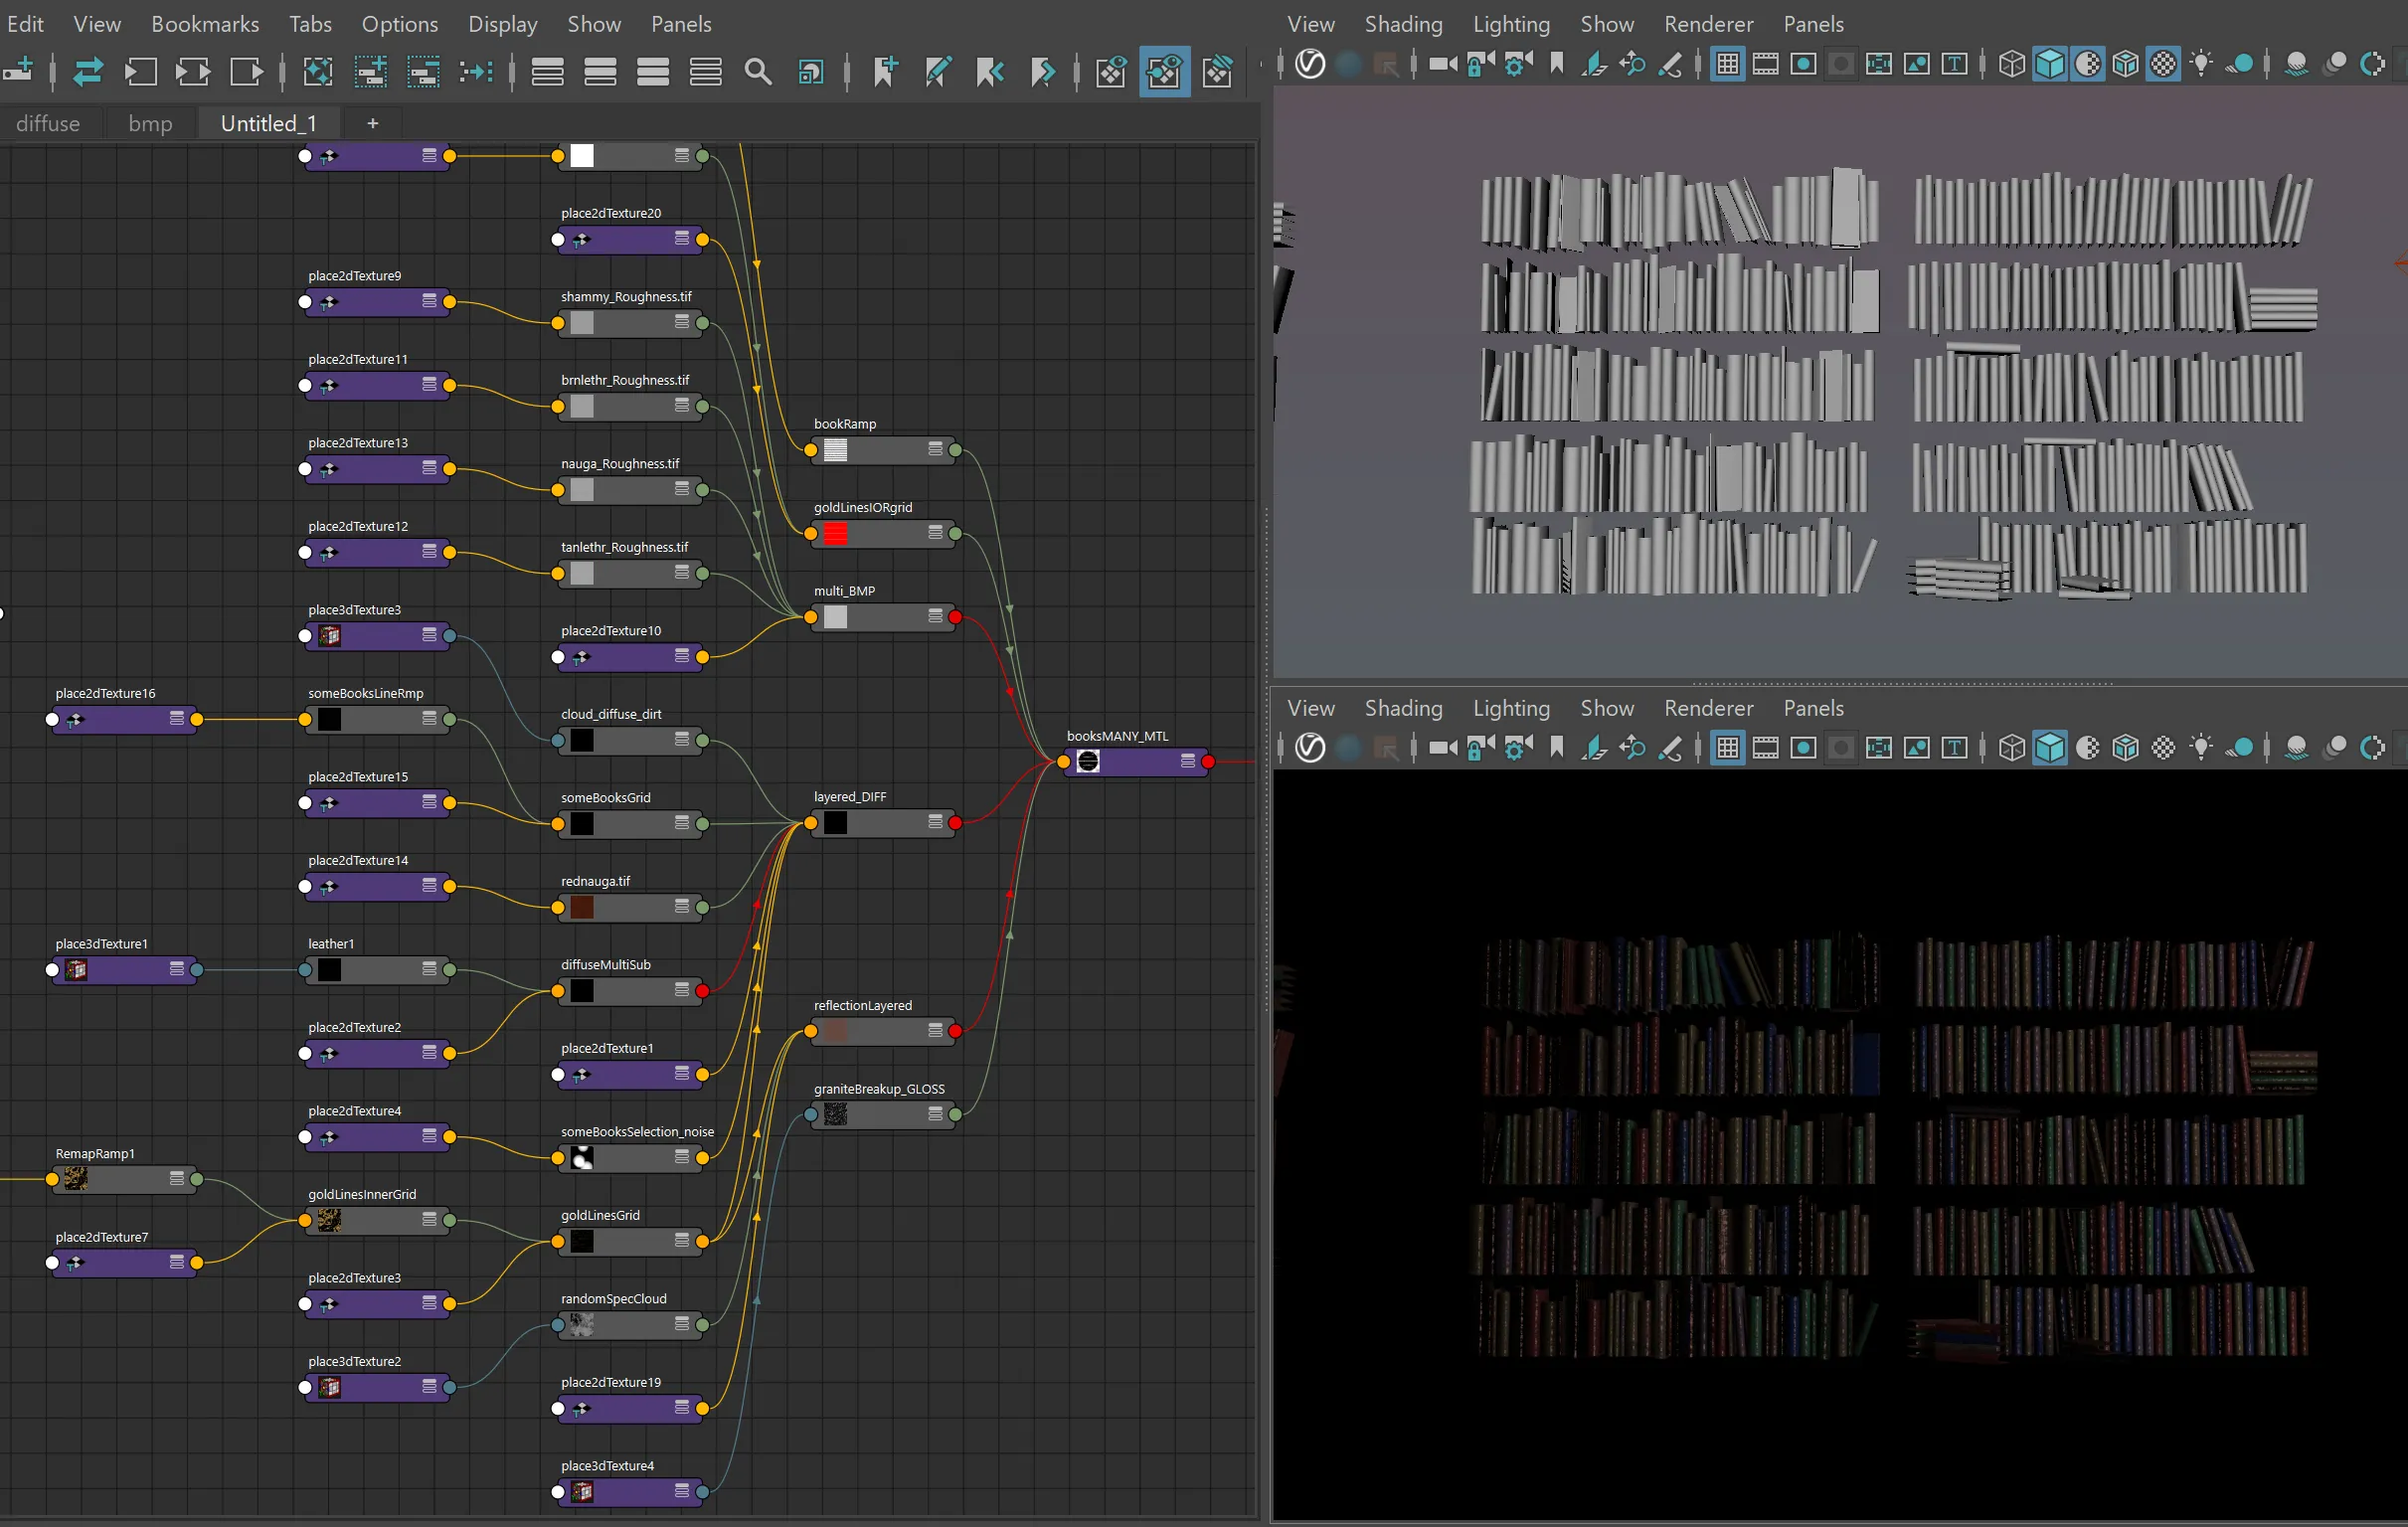 Edit View Bookmarks Tabs Options Display Show Panels
diffuse bmp Untitled_1 +
place2dTexture20
place2dTexture9
shammy_Roughness.tif
place2dTexture11
brnlethr_Roughness.tif
place2dTexture13
nauga_Roughness.tif
place2dTexture12
tanlethr_Roughness.tif
place3dTexture3
place2dTexture10
bookRamp
goldLinesIORgrid
multi_BMP
place2dTexture16
someBooksLineRmp
cloud_diffuse_dirt
booksMANY_MTL
place2dTexture15
someBooksGrid
layered_DIFF
place2dTexture14
rednauga.tif
place3dTexture1
leather1
diffuseMultiSub
place2dTexture2
place2dTexture1
reflectionLayered
graniteBreakup_GLOSS
place2dTexture4
someBooksSelection_noise
RemapRamp1
goldLinesInnerGrid
goldLinesGrid
place2dTexture7
place2dTexture3
randomSpecCloud
place3dTexture2
place2dTexture19
place3dTexture4
View Shading Lighting Show Renderer Panels
View Shading Lighting Show Renderer Panels